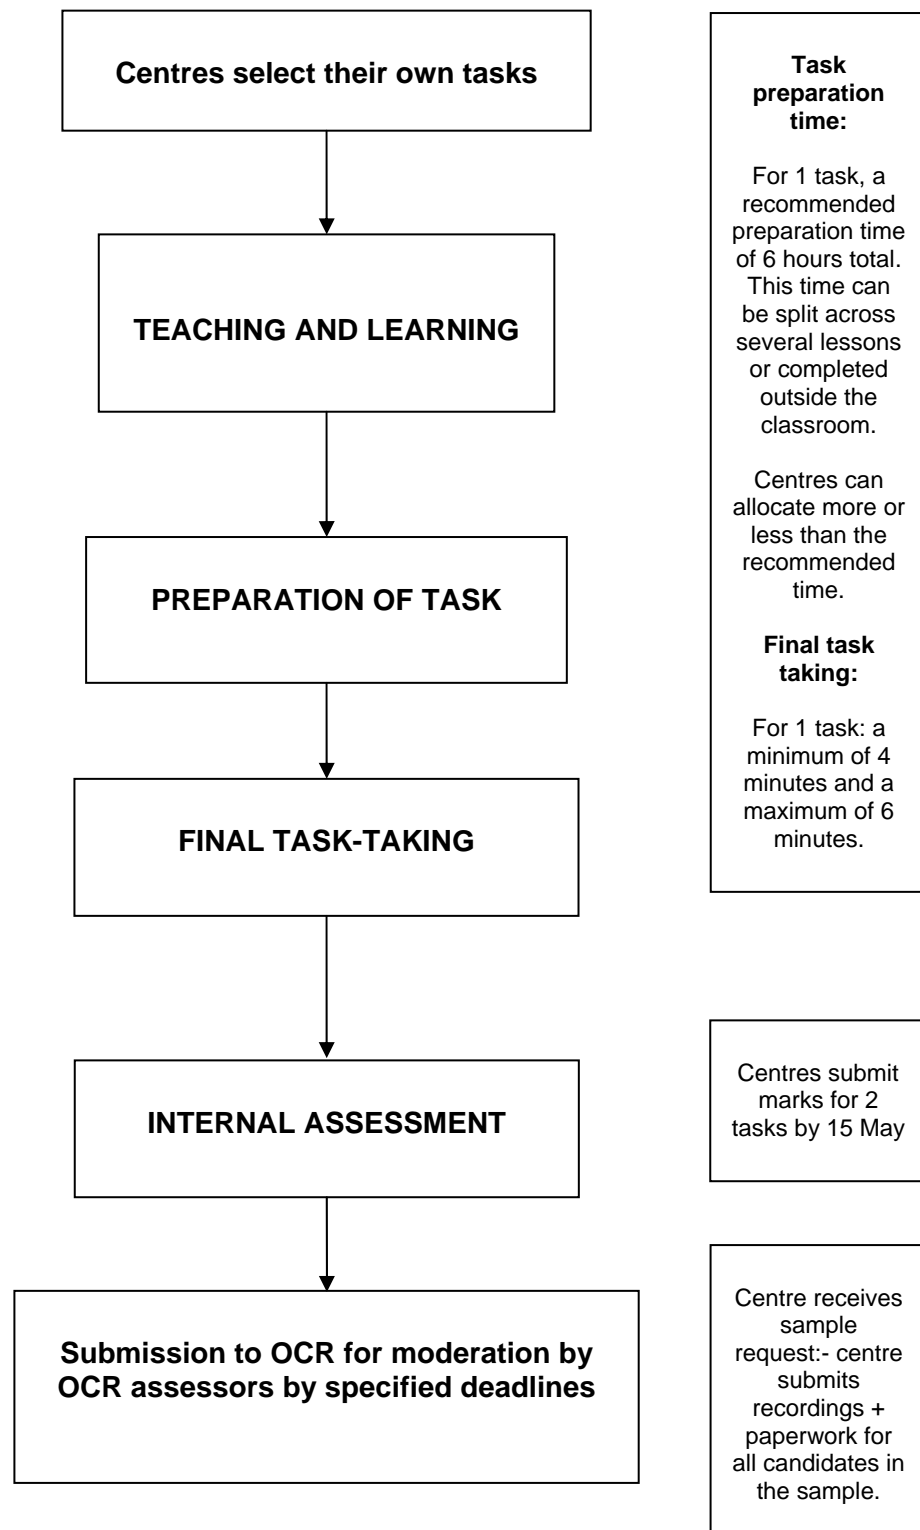 Centres select their own tasks
TEACHING AND LEARNING
PREPARATION OF TASK
FINAL TASK-TAKING
INTERNAL ASSESSMENT
Submission to OCR for moderation by
OCR assessors by specified deadlines
Task
preparation
time:
For 1 task, a
recommended
preparation time
of 6 hours total.
This time can
be split across
several lessons
or completed
outside the
classroom.
Centres can
allocate more or
less than the
recommended
time.
Final task
taking:
For 1 task: a
minimum of 4
minutes and a
maximum of 6
minutes.
Centres submit
marks for 2
tasks by 15 May
Centre receives
sample
request:- centre
submits
recordings +
paperwork for
all candidates in
the sample.